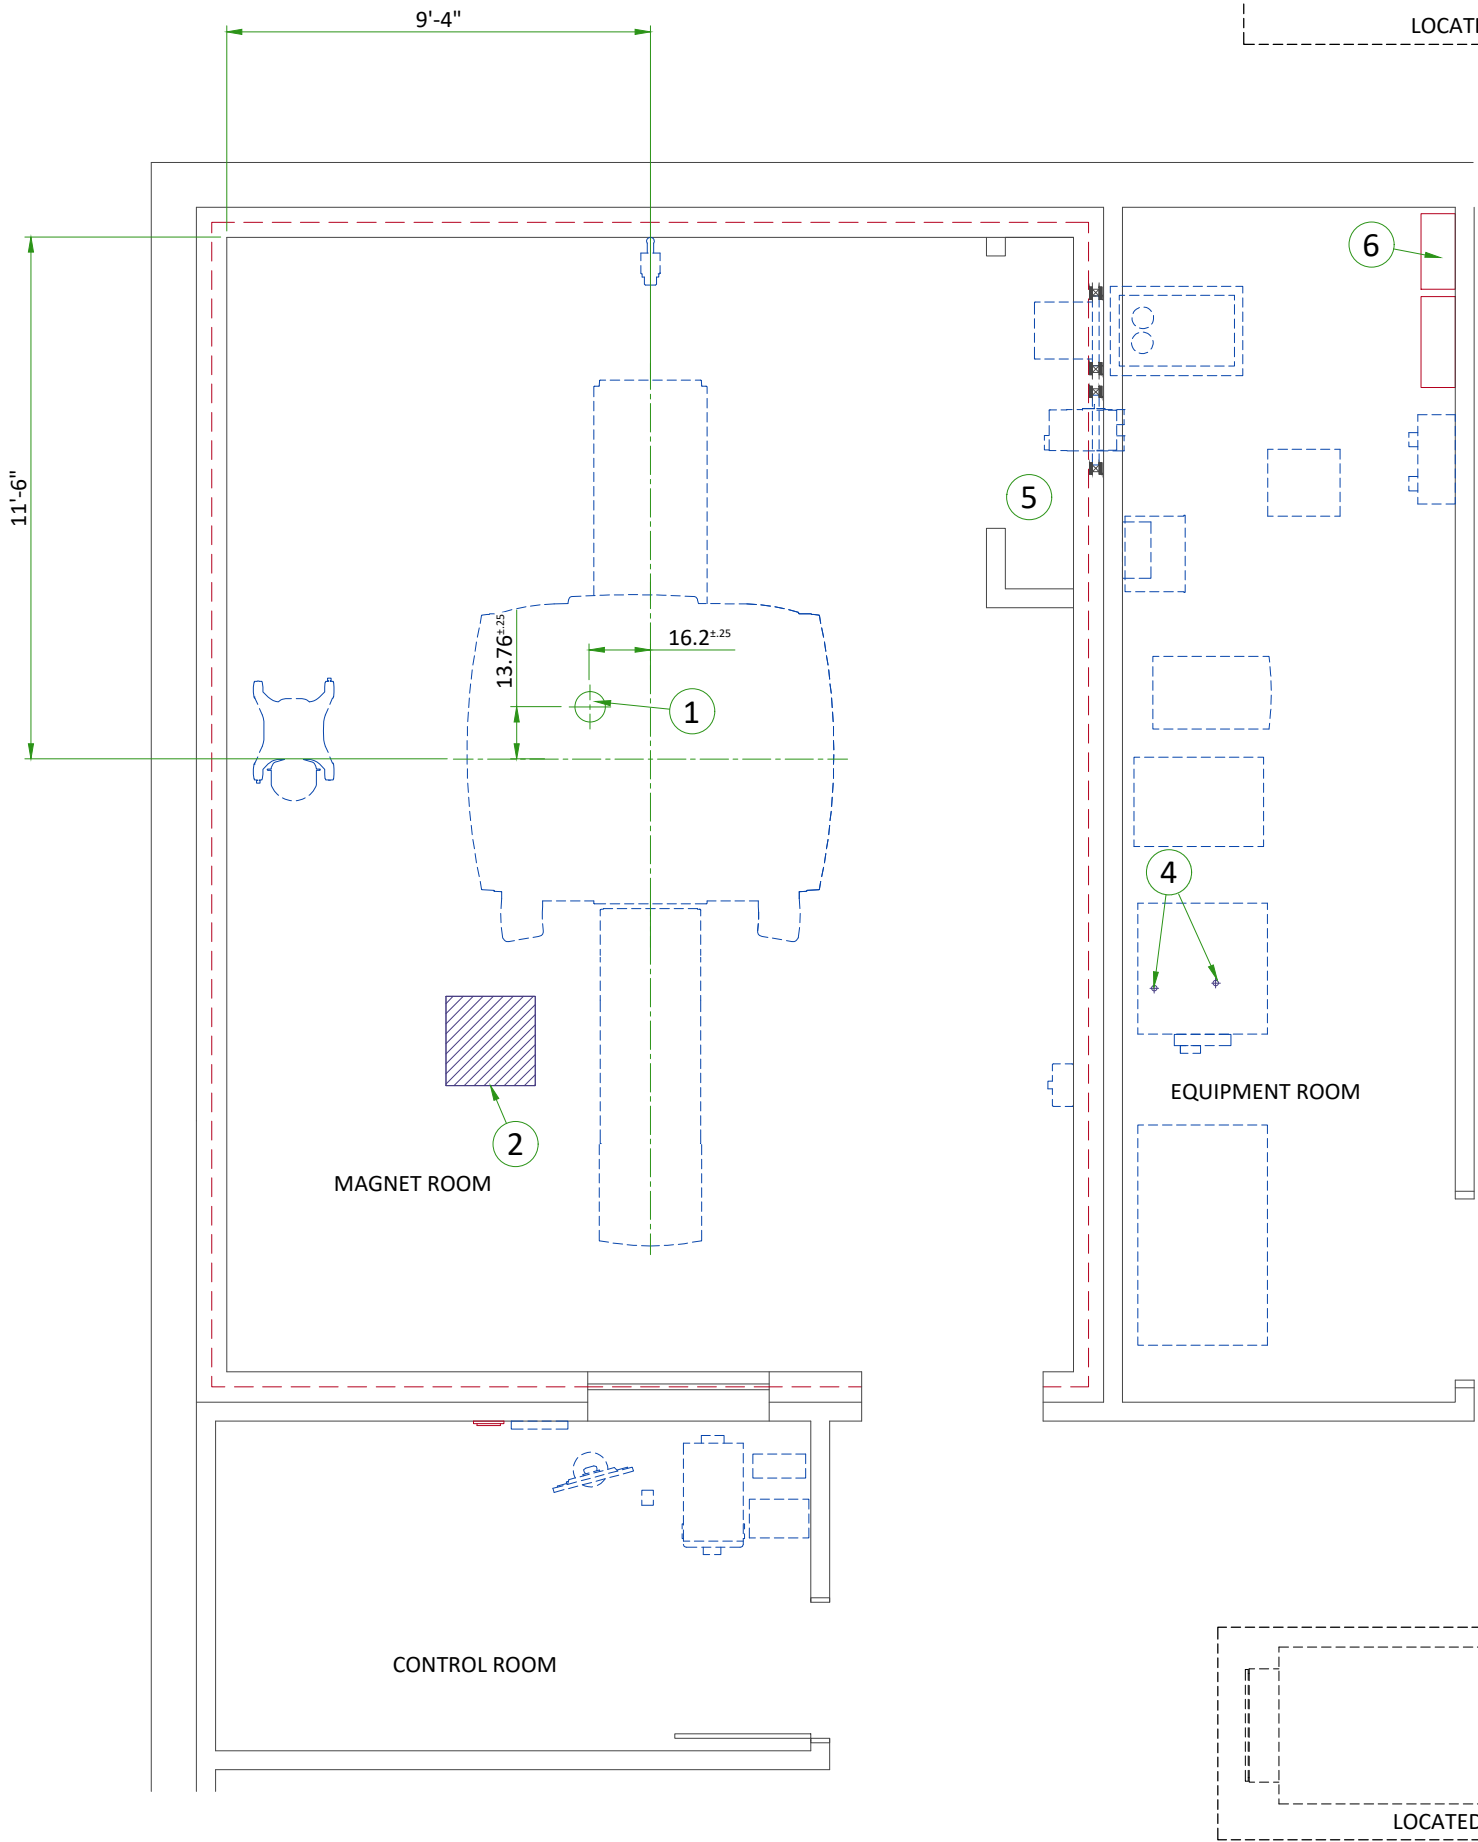 9'-4"
LOCATE
6
11'-6"
5
13.76±.25
16.2±.25
1
4
EQUIPMENT ROOM
2
MAGNET ROOM
CONTROL ROOM
LOCATED